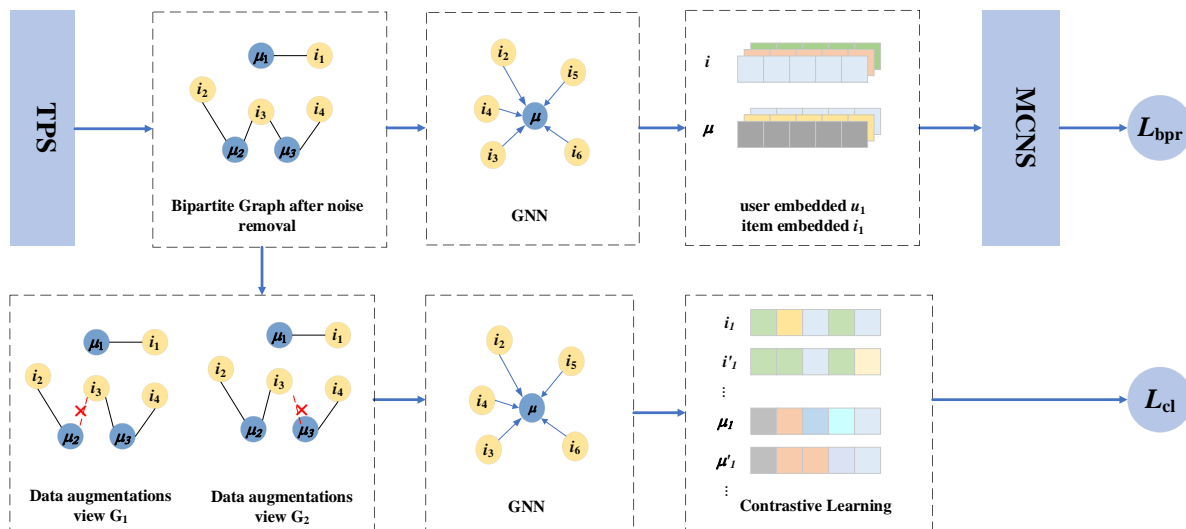 TPS
μ₁
i₁
i₂
i₃
i₄
μ₂
μ₃
Bipartite Graph after noise
removal
i₂
i₅
i₄
μ
i₃
i₆
GNN
i
μ
user embedded u₁
item embedded i₁
MCNS
L_bpr
μ₁
i₁
i₂
i₃
i₄
μ₂
μ₃
Data augmentations
view G₁
μ₁
i₁
i₂
i₃
i₄
μ₂
μ₃
Data augmentations
view G₂
i₂
i₅
i₄
μ
i₃
i₆
GNN
i₁
i'₁
⋮
μ₁
μ'₁
⋮
Contrastive Learning
L_cl